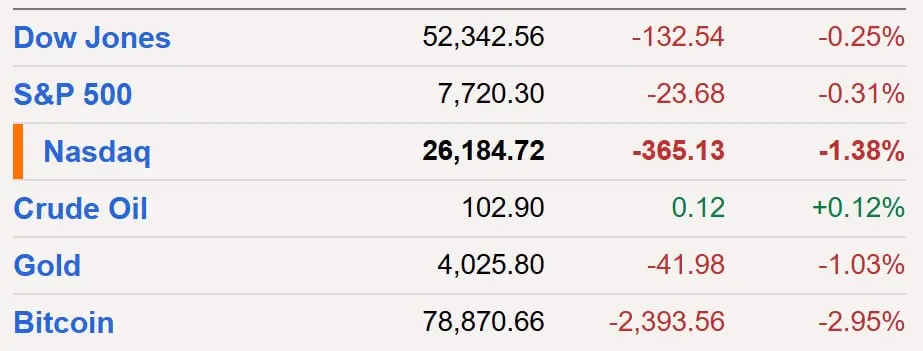 Dow Jones 52,342.56 -132.54 -0.25%
S&P 500 7,720.30 -23.68 -0.31%
Nasdaq 26,184.72 -365.13 -1.38%
Crude Oil 102.90 0.12 +0.12%
Gold 4,025.80 -41.98 -1.03%
Bitcoin 78,870.66 -2,393.56 -2.95%